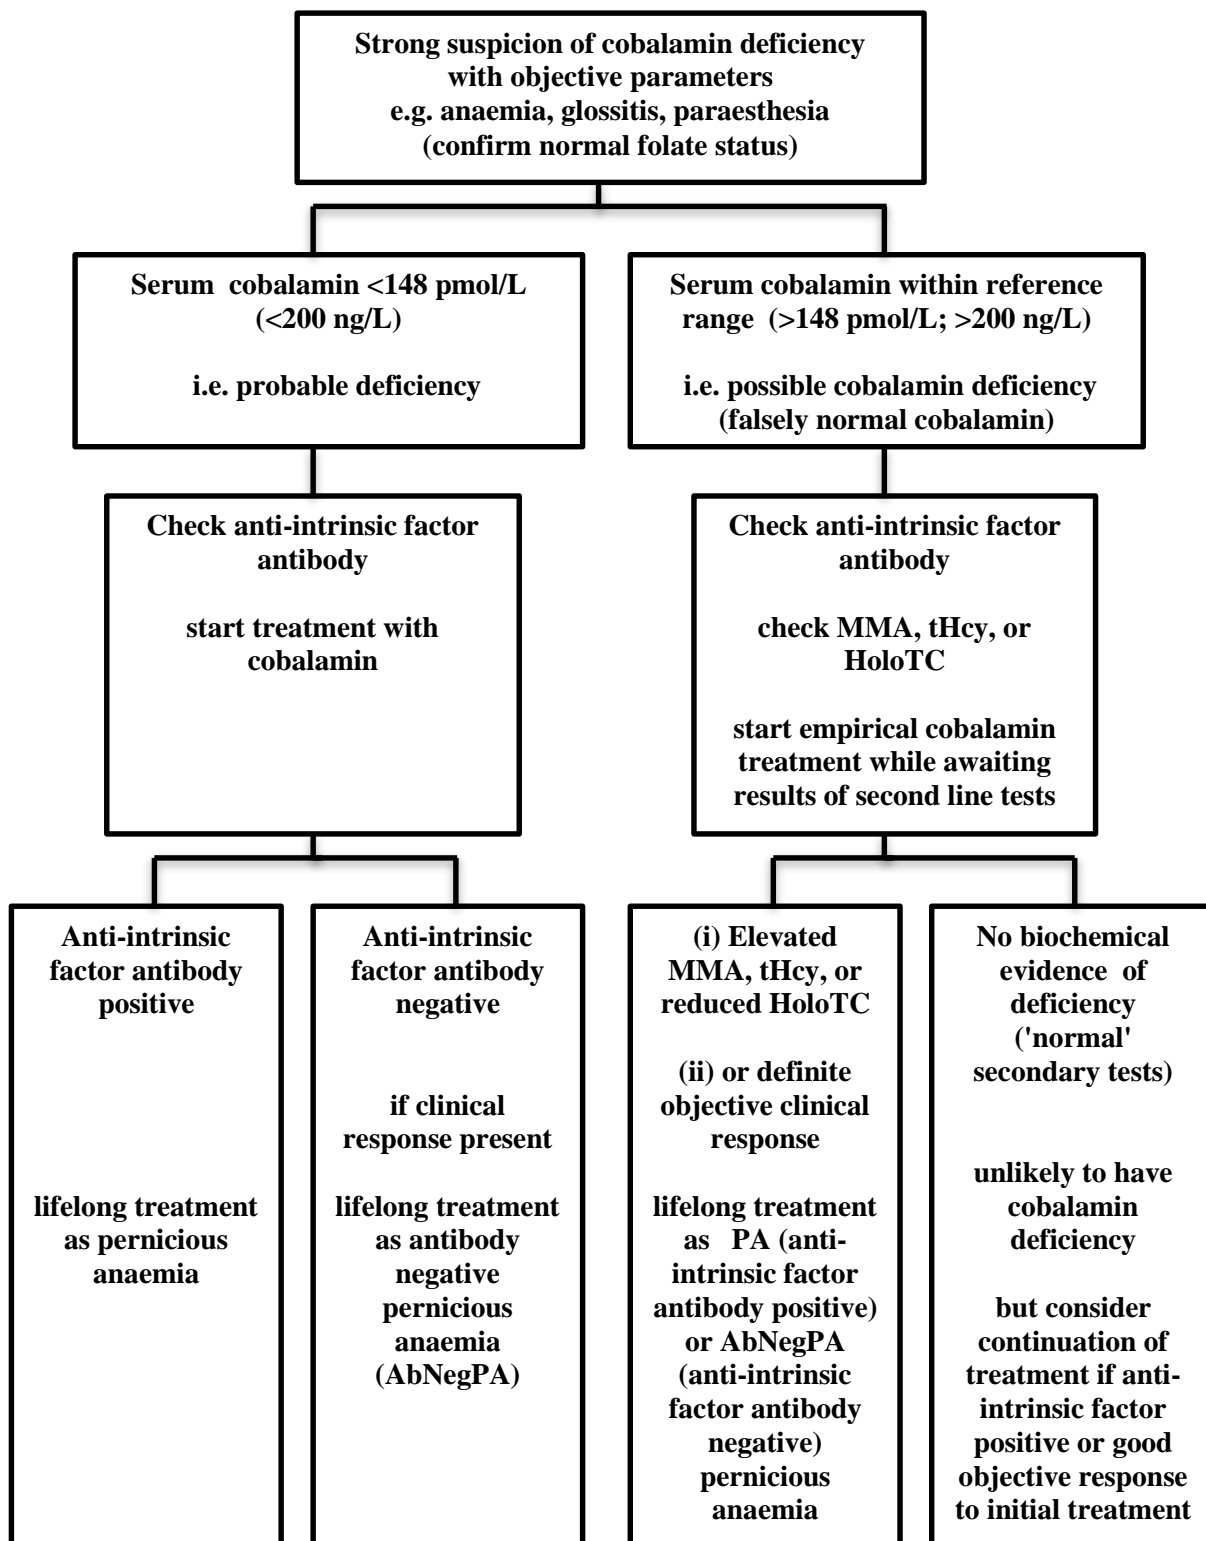 Strong suspicion of cobalamin deficiency
with objective parameters
e.g. anaemia, glossitis, paraesthesia
(confirm normal folate status)
Serum cobalamin <148 pmol/L
(<200 ng/L)
i.e. probable deficiency
Serum cobalamin within reference
range (>148 pmol/L; >200 ng/L)
i.e. possible cobalamin deficiency
(falsely normal cobalamin)
Check anti-intrinsic factor
antibody
start treatment with
cobalamin
Check anti-intrinsic factor
antibody
check MMA, tHcy, or
HoloTC
start empirical cobalamin
treatment while awaiting
results of second line tests
Anti-intrinsic
factor antibody
positive
lifelong treatment
as pernicious
anaemia
Anti-intrinsic
factor antibody
negative
if clinical
response present
lifelong treatment
as antibody
negative
pernicious
anaemia
(AbNegPA)
(i) Elevated
MMA, tHcy, or
reduced HoloTC
(ii) or definite
objective clinical
response
lifelong treatment
as PA (anti-
intrinsic factor
antibody positive)
or AbNegPA
(anti-intrinsic
factor antibody
negative)
pernicious
anaemia
No biochemical
evidence of
deficiency
('normal'
secondary tests)
unlikely to have
cobalamin
deficiency
but consider
continuation of
treatment if anti-
intrinsic factor
positive or good
objective response
to initial treatment